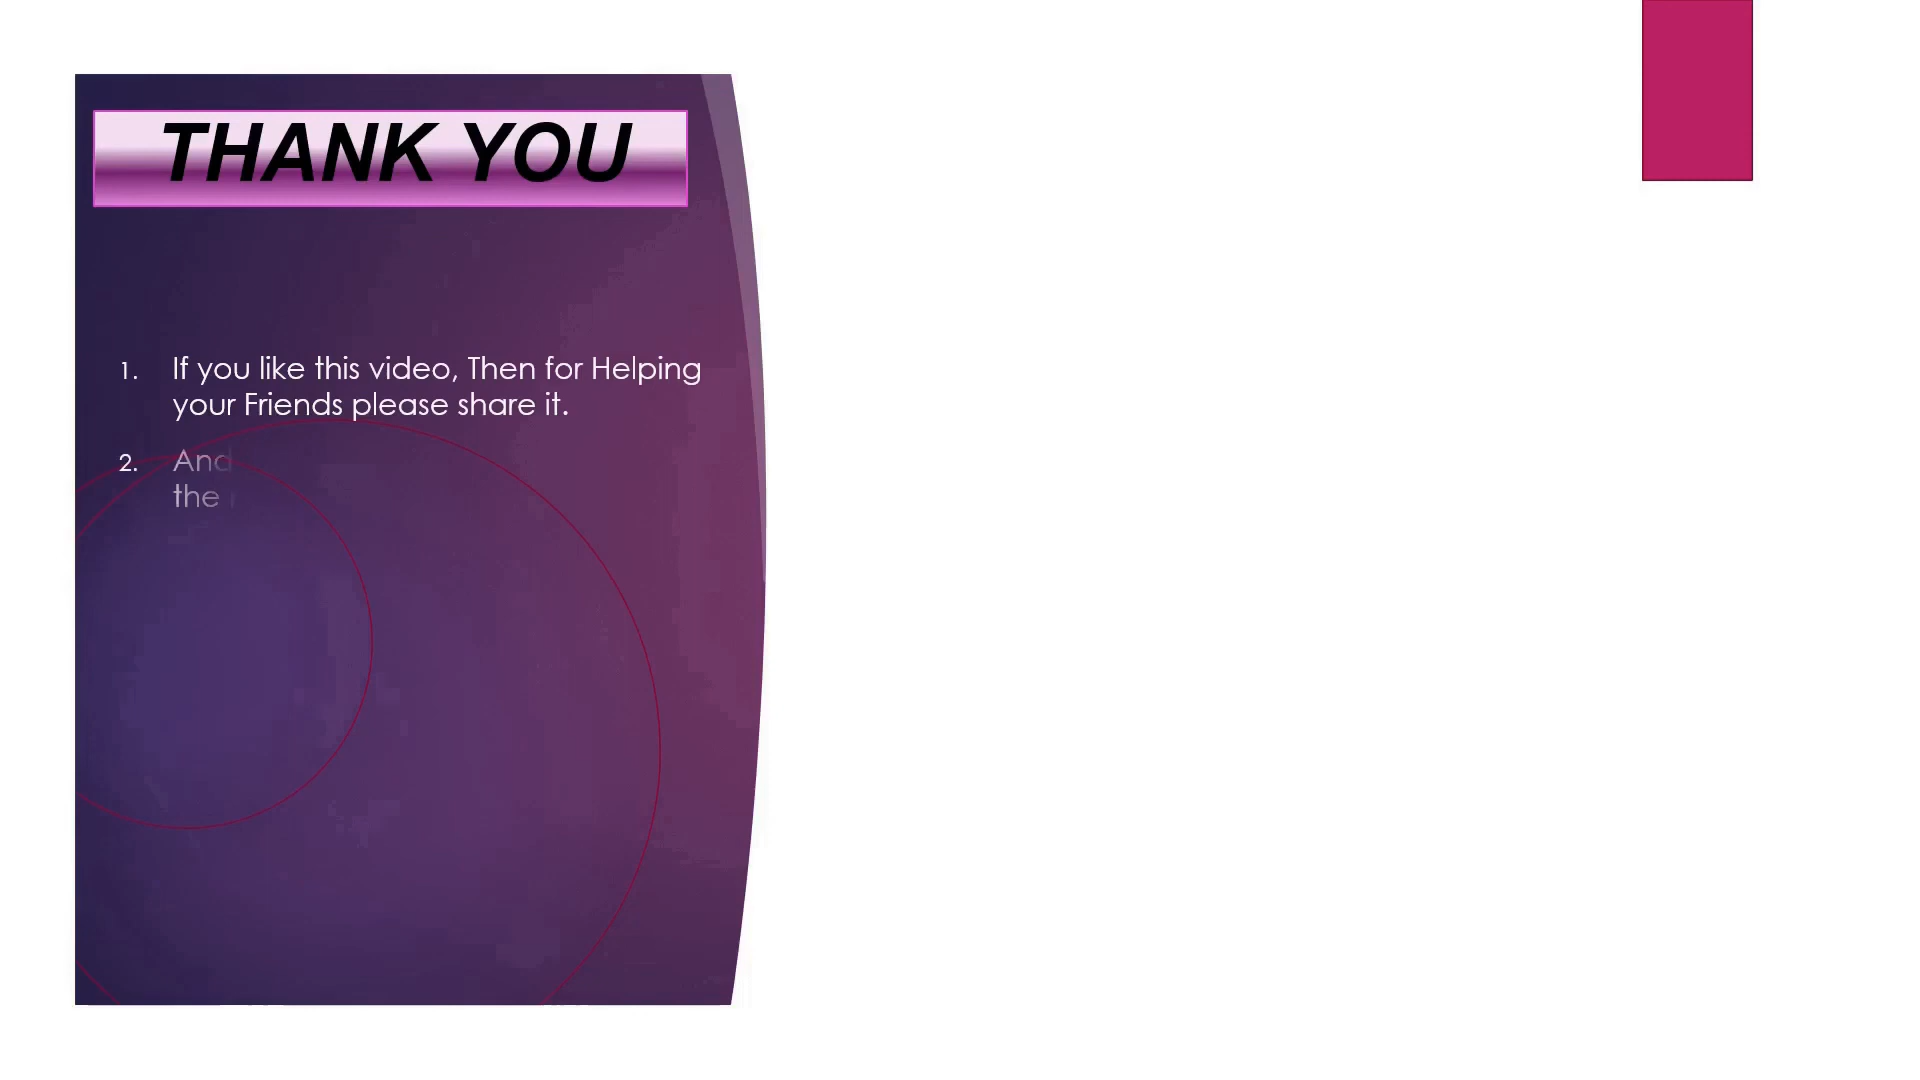 THANK YOU
1. If you like this video, Then for Helping
your Friends please share it.
2. And
the